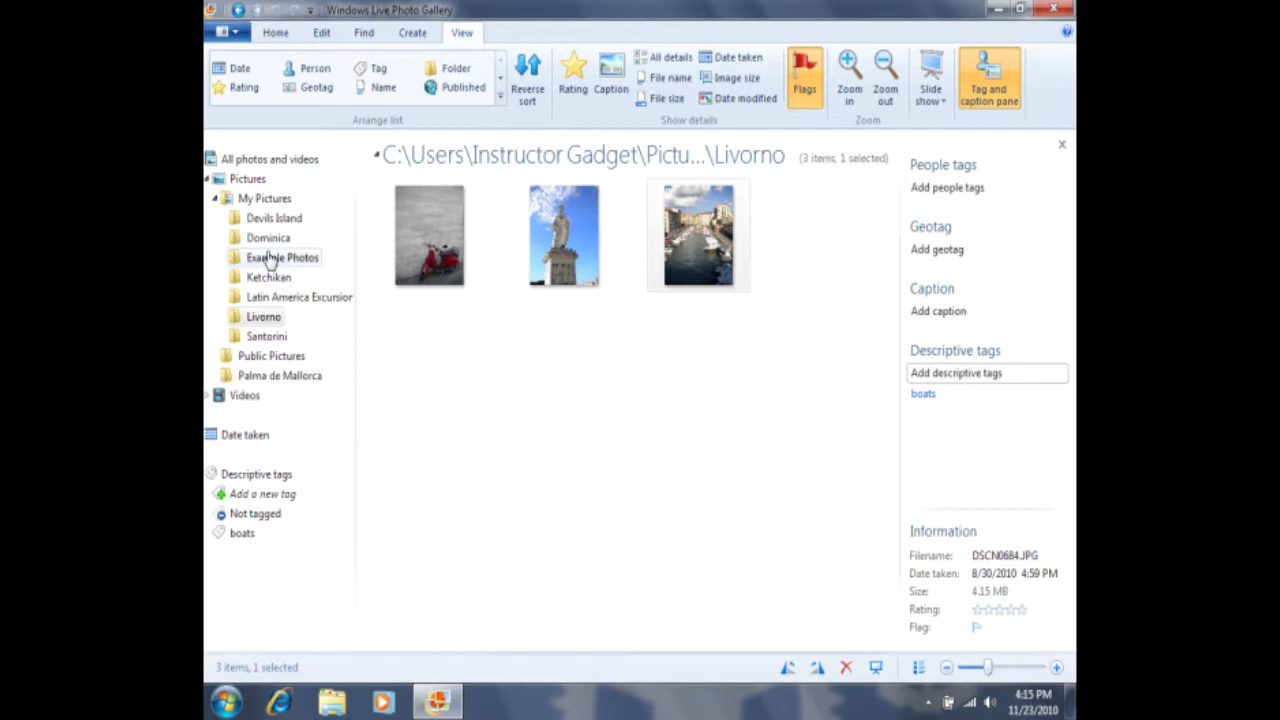 Windows Live Photo Gallery
Home Edit Find Create View
Date Person Tag Folder
Rating Geotag Name Published
Reverse sort
Rating Caption
All details Date taken
File name Image size
File size Date modified
Flags
Zoom in
Zoom out
Slide show
Tag and caption pane
Arrange list
Show details
Zoom
All photos and videos
Pictures
My Pictures
Devils Island
Dominica
Example Photos
Ketchikan
Latin America Excursion
Livorno
Santorini
Public Pictures
Palma de Mallorca
Videos
Date taken
Descriptive tags
Add a new tag
Not tagged
boats
C:\Users\Instructor Gadget\Pictu...\Livorno (3 items, 1 selected)
People tags
Add people tags
Geotag
Add geotag
Caption
Add caption
Descriptive tags
Add descriptive tags
boats
Information
Filename: DSCN0684.JPG
Date taken: 8/30/2010 4:59 PM
Size: 4.15 MB
Rating:
Flag:
3 items, 1 selected
4:15 PM
11/23/2010